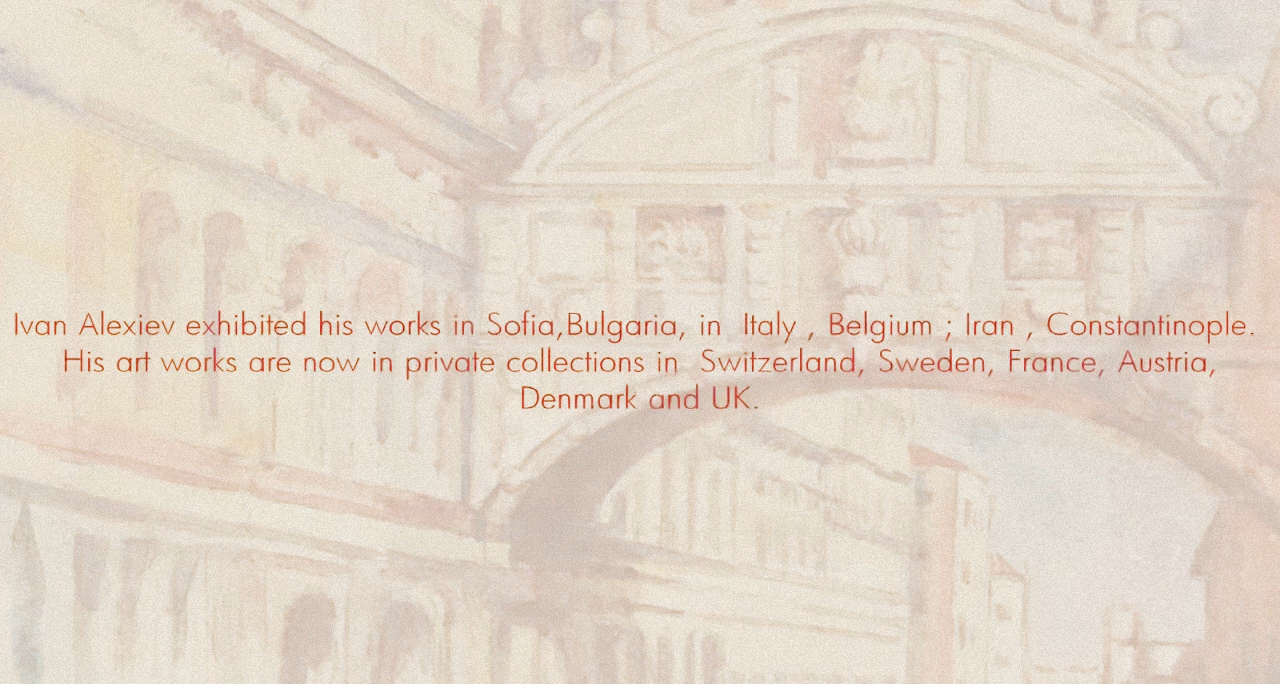 Ivan Alexiev exhibited his works in Sofia,Bulgaria, in  Italy , Belgium ; Iran , Constantinople.
His art works are now in private collections in  Switzerland, Sweden, France, Austria,
Denmark and UK.